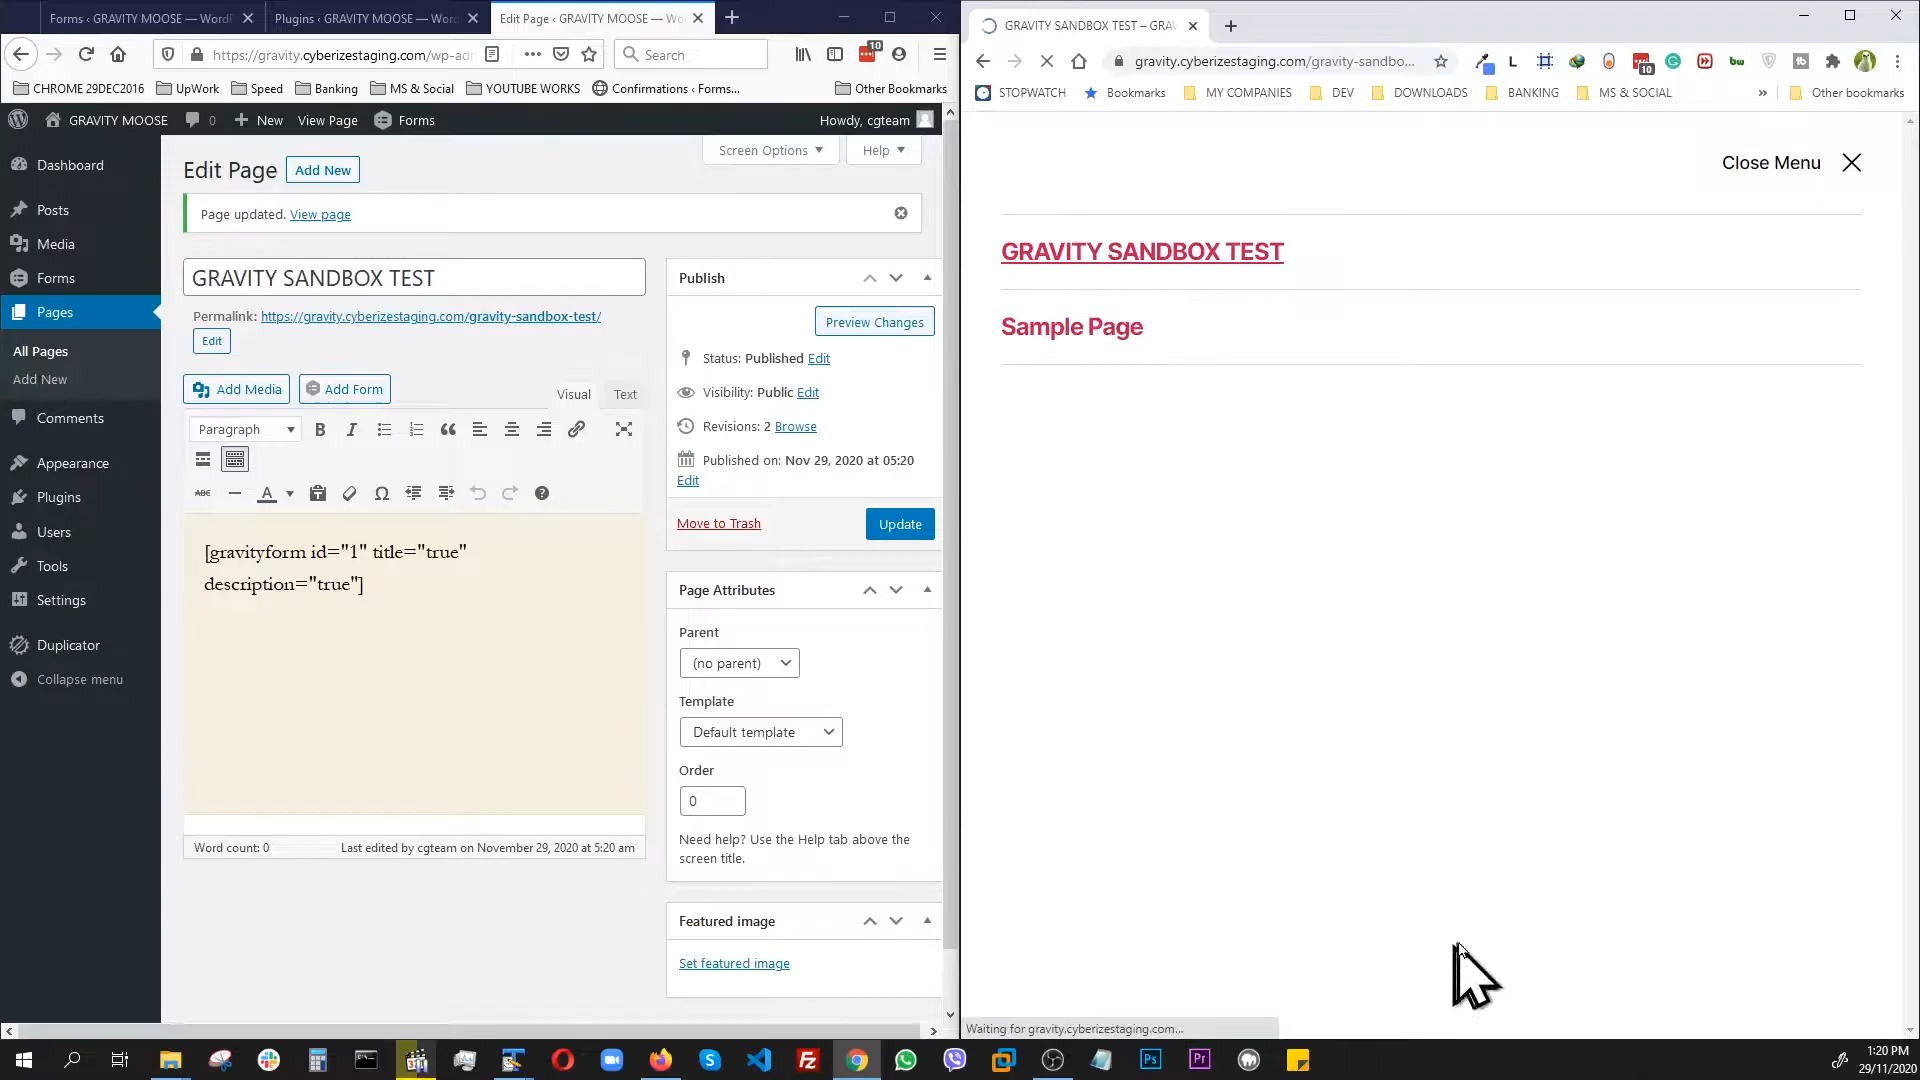 Forms ‹ GRAVITY MOOSE — WordP
Plugins ‹ GRAVITY MOOSE — Word
Edit Page ‹ GRAVITY MOOSE — Wo
https://gravity.cyberizestaging.com/wp-adm
Search
10
CHROME 29DEC2016
UpWork
Speed
Banking
MS & Social
YOUTUBE WORKS
Confirmations ‹ Forms...
Other Bookmarks
GRAVITY MOOSE
0
New
View Page
Forms
Howdy, cgteam
Dashboard
Posts
Media
Forms
Pages
All Pages
Add New
Comments
Appearance
Plugins
Users
Tools
Settings
Duplicator
Collapse menu
Screen Options
Help
Edit Page
Add New
Page updated. View page
GRAVITY SANDBOX TEST
Permalink: https://gravity.cyberizestaging.com/gravity-sandbox-test/
Edit
Add Media
Add Form
Visual
Text
Paragraph
ABC
[gravityform id="1" title="true"
description="true"]
Word count: 0
Last edited by cgteam on November 29, 2020 at 5:20 am
Publish
Preview Changes
Status: Published Edit
Visibility: Public Edit
Revisions: 2 Browse
Published on: Nov 29, 2020 at 05:20
Edit
Move to Trash
Update
Page Attributes
Parent
(no parent)
Template
Default template
Order
0
Need help? Use the Help tab above the
screen title.
Featured image
Set featured image
GRAVITY SANDBOX TEST – GRAV
gravity.cyberizestaging.com/gravity-sandbo...
L
10
bw
STOPWATCH
Bookmarks
MY COMPANIES
DEV
DOWNLOADS
BANKING
MS & SOCIAL
Other bookmarks
Close Menu
GRAVITY SANDBOX TEST
Sample Page
Waiting for gravity.cyberizestaging.com...
Ps
Pr
1:20 PM
29/11/2020